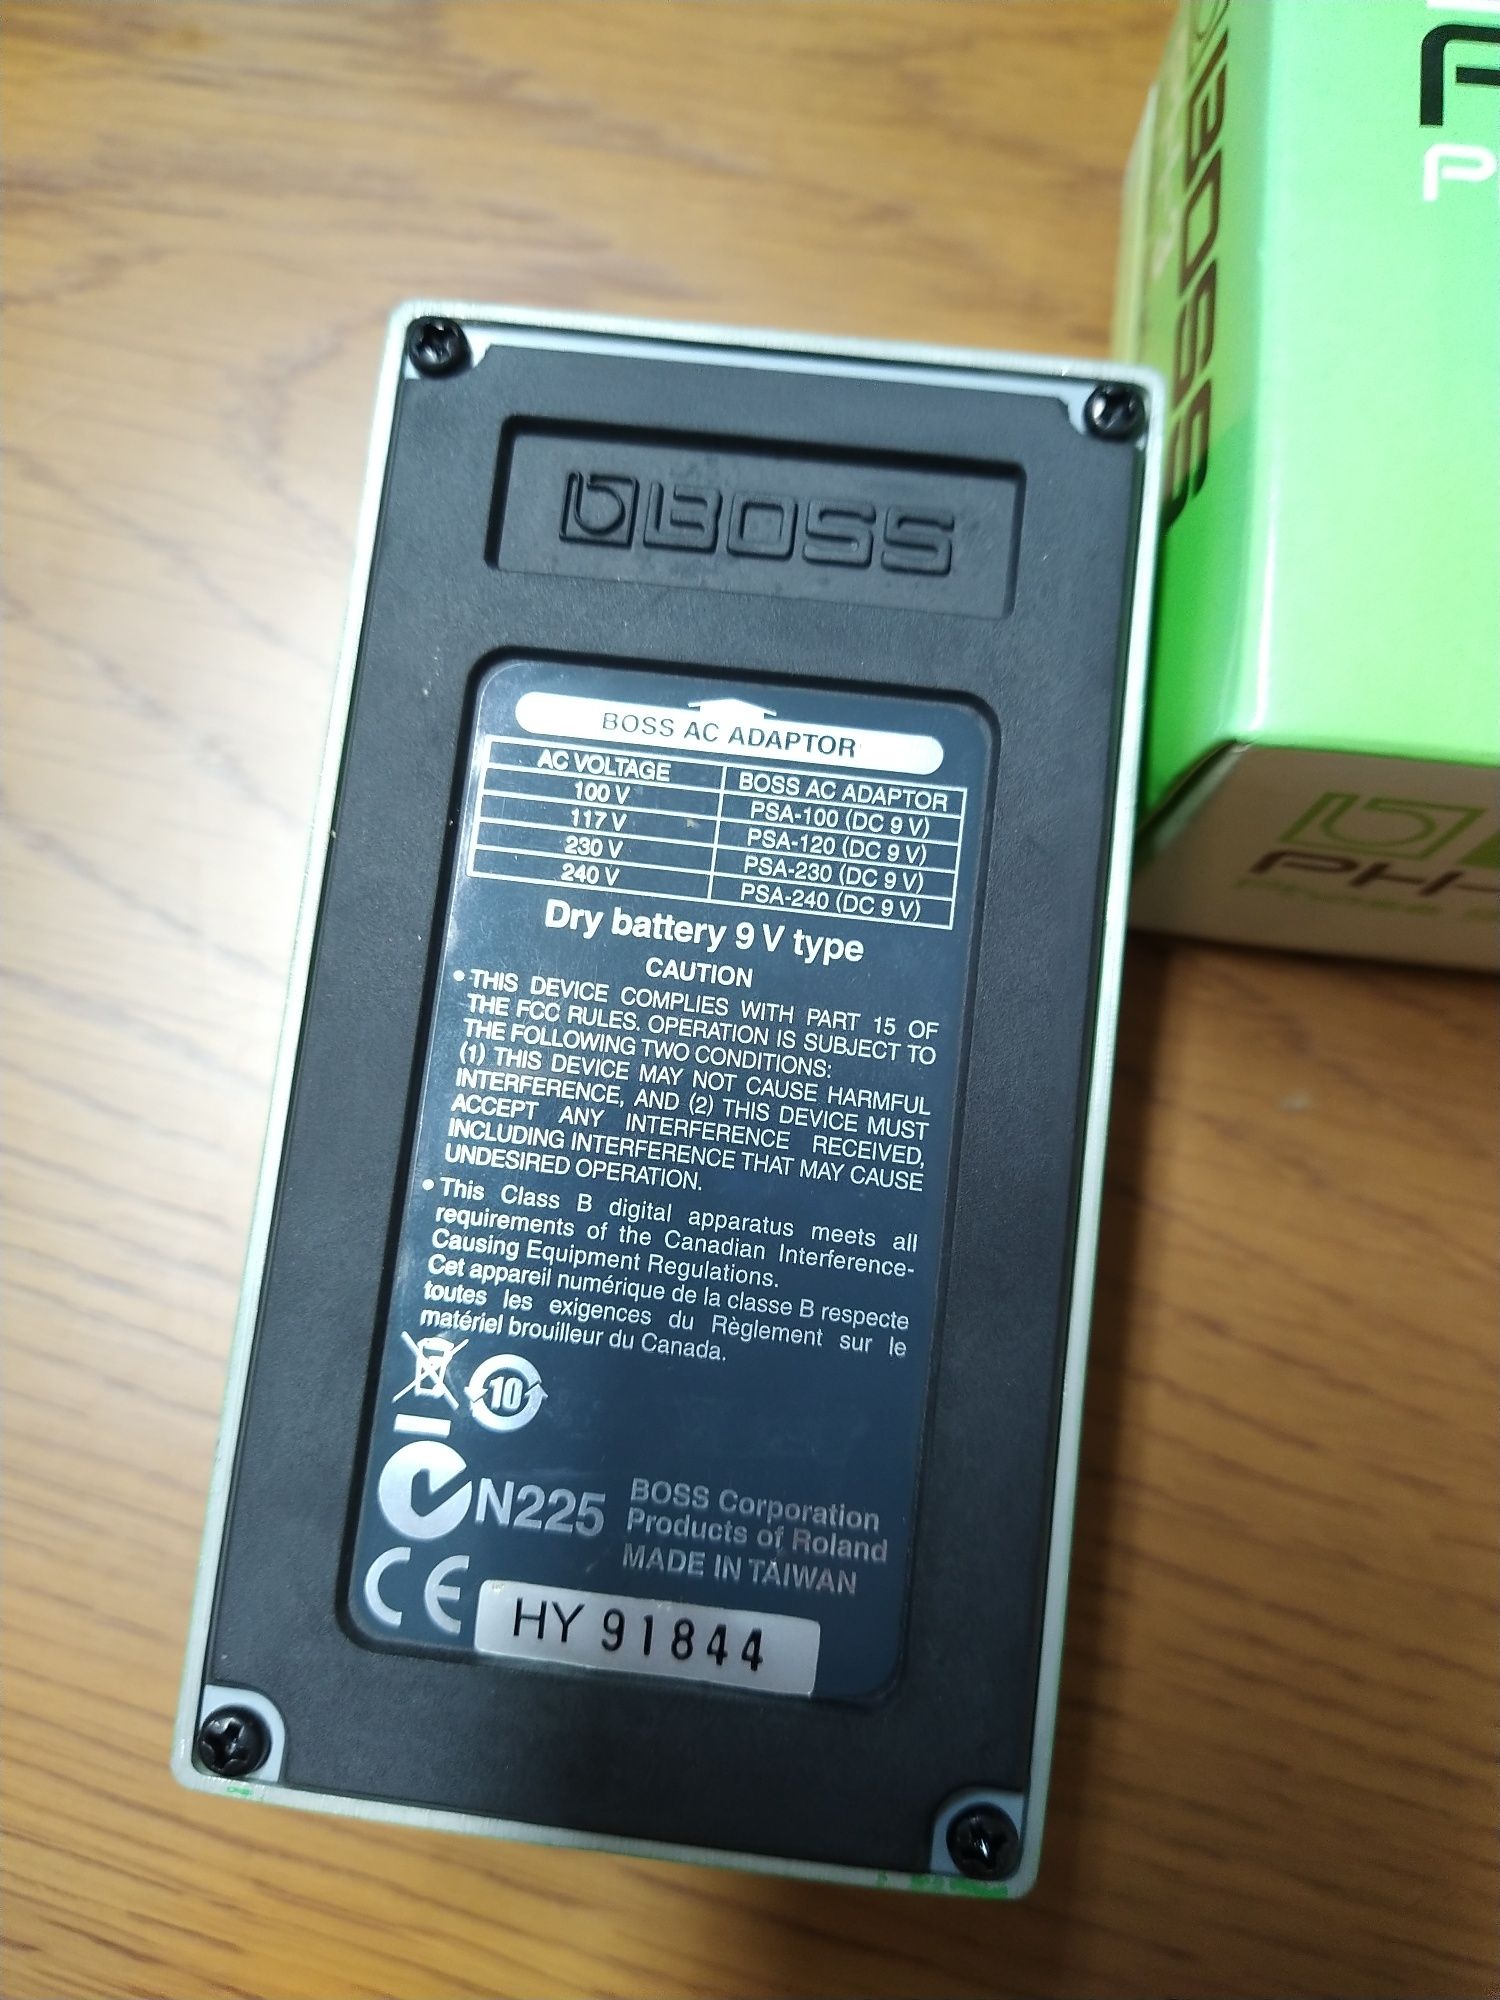 BOSS
BOSS AC ADAPTOR
AC VOLTAGE BOSS AC ADAPTOR
100 V PSA-100 (DC 9 V)
117 V PSA-120 (DC 9 V)
230 V PSA-230 (DC 9 V)
240 V PSA-240 (DC 9 V)
Dry battery 9 V type
CAUTION
• THIS DEVICE COMPLIES WITH PART 15 OF
THE FCC RULES. OPERATION IS SUBJECT TO
THE FOLLOWING TWO CONDITIONS:
(1) THIS DEVICE MAY NOT CAUSE HARMFUL
INTERFERENCE, AND (2) THIS DEVICE MUST
ACCEPT ANY INTERFERENCE RECEIVED,
INCLUDING INTERFERENCE THAT MAY CAUSE
UNDESIRED OPERATION.
• This Class B digital apparatus meets all
requirements of the Canadian Interference-
Causing Equipment Regulations.
Cet appareil numérique de la classe B respecte
toutes les exigences du Règlement sur le
matériel brouilleur du Canada.
10
N225
BOSS Corporation
Products of Roland
MADE IN TAIWAN
CE
HY 91844
BOSS
PH-